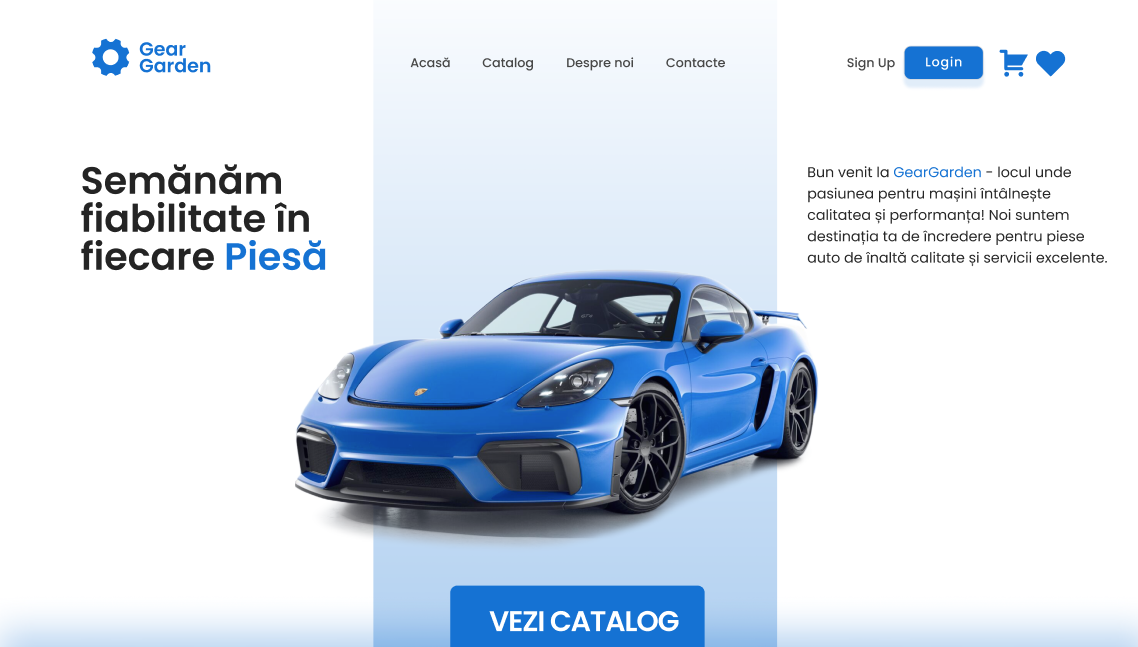 Gear
Garden
Acasă
Catalog
Despre noi
Contacte
Sign Up
Login
Semănăm
fiabilitate în
fiecare Piesă
Bun venit la GearGarden - locul unde
pasiunea pentru mașini întâlnește
calitatea și performanța! Noi suntem
destinația ta de încredere pentru piese
auto de înaltă calitate și servicii excelente.
VEZI CATALOG